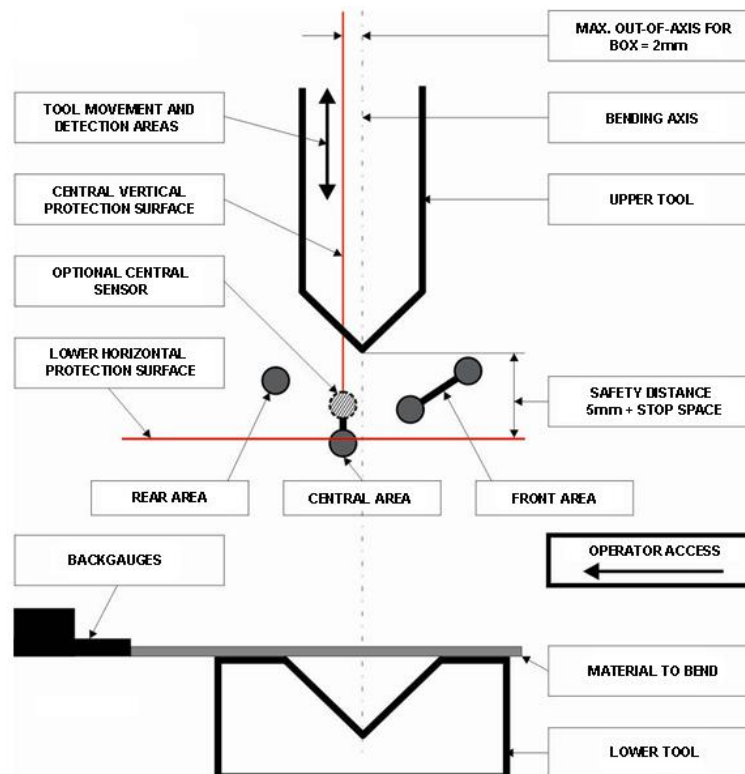 MAX. OUT-OF-AXIS FOR
BOX = 2mm
TOOL MOVEMENT AND
DETECTION AREAS
BENDING AXIS
CENTRAL VERTICAL
PROTECTION SURFACE
UPPER TOOL
OPTIONAL CENTRAL
SENSOR
LOWER HORIZONTAL
PROTECTION SURFACE
SAFETY DISTANCE
5mm + STOP SPACE
REAR AREA
CENTRAL AREA
FRONT AREA
BACKGAUGES
OPERATOR ACCESS
MATERIAL TO BEND
LOWER TOOL